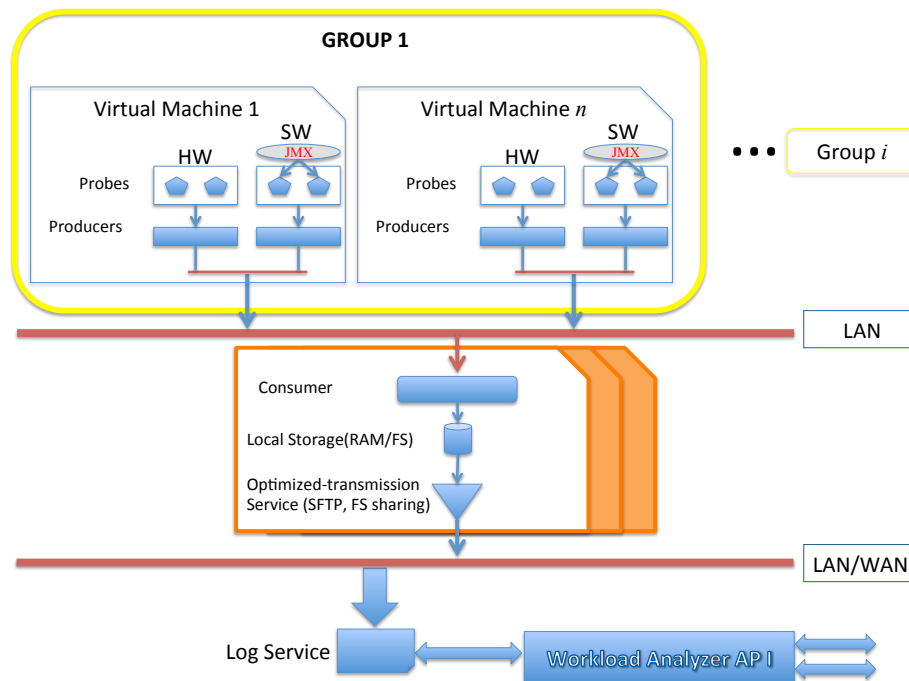 GROUP 1
Virtual Machine 1
Virtual Machine n
SW
SW
JMX
JMX
HW
HW
Probes
Probes
Producers
Producers
• • •
Group i
LAN
Consumer
Local Storage(RAM/FS)
Optimized-transmission
Service (SFTP, FS sharing)
LAN/WAN
Log Service
Workload Analyzer AP I